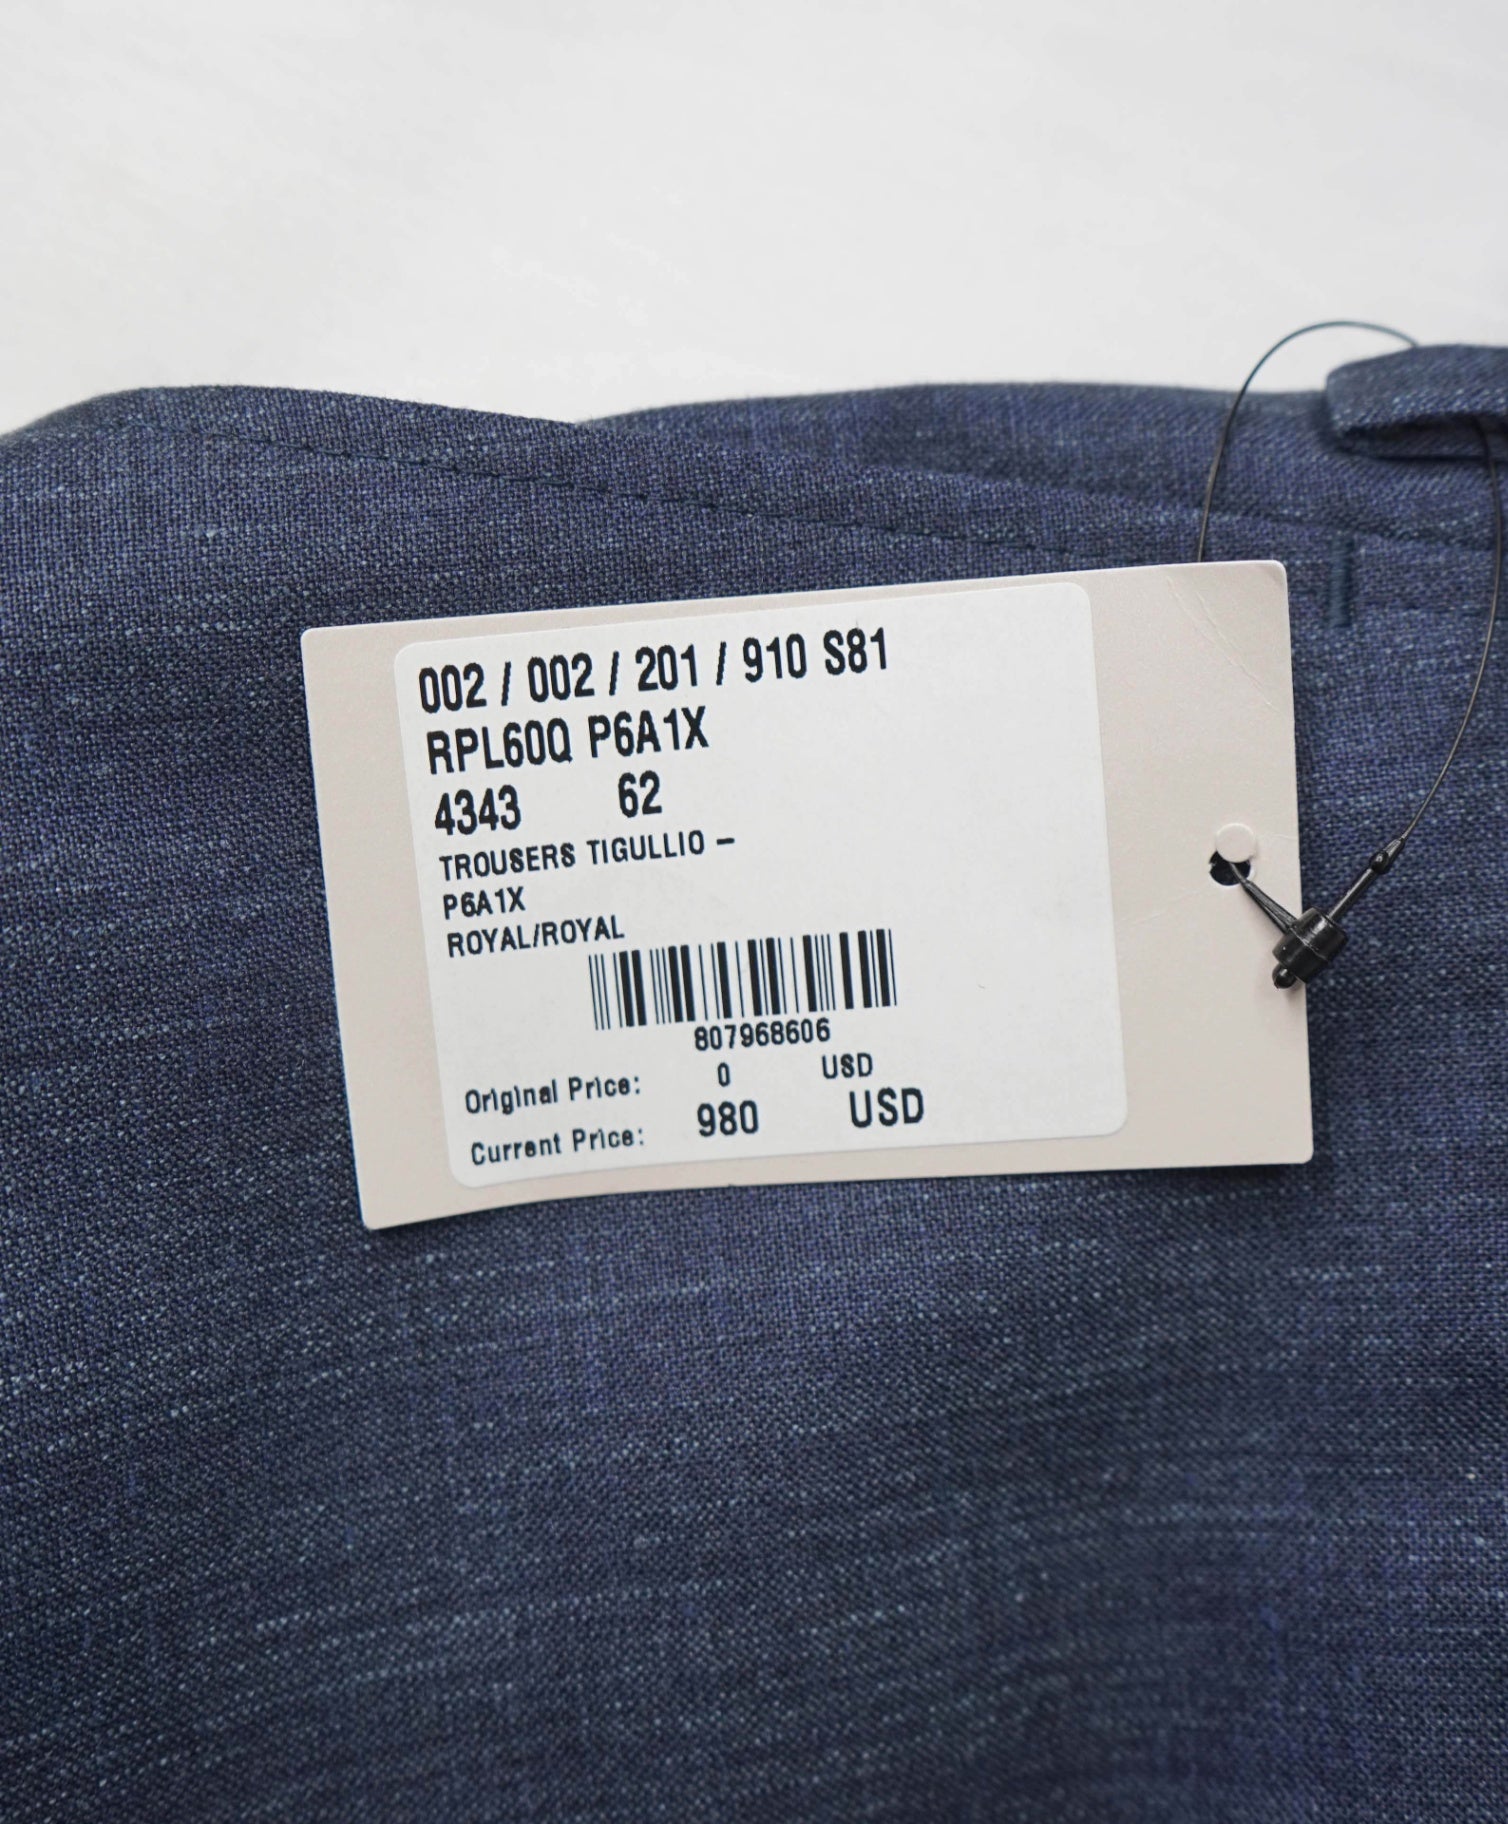 002 / 002 / 201 / 910 S81
RPL60Q P6A1X
4343 62
TROUSERS TIGULLIO -
P6A1X
ROYAL/ROYAL
807968606
Original Price: 0 USD
Current Price: 980 USD